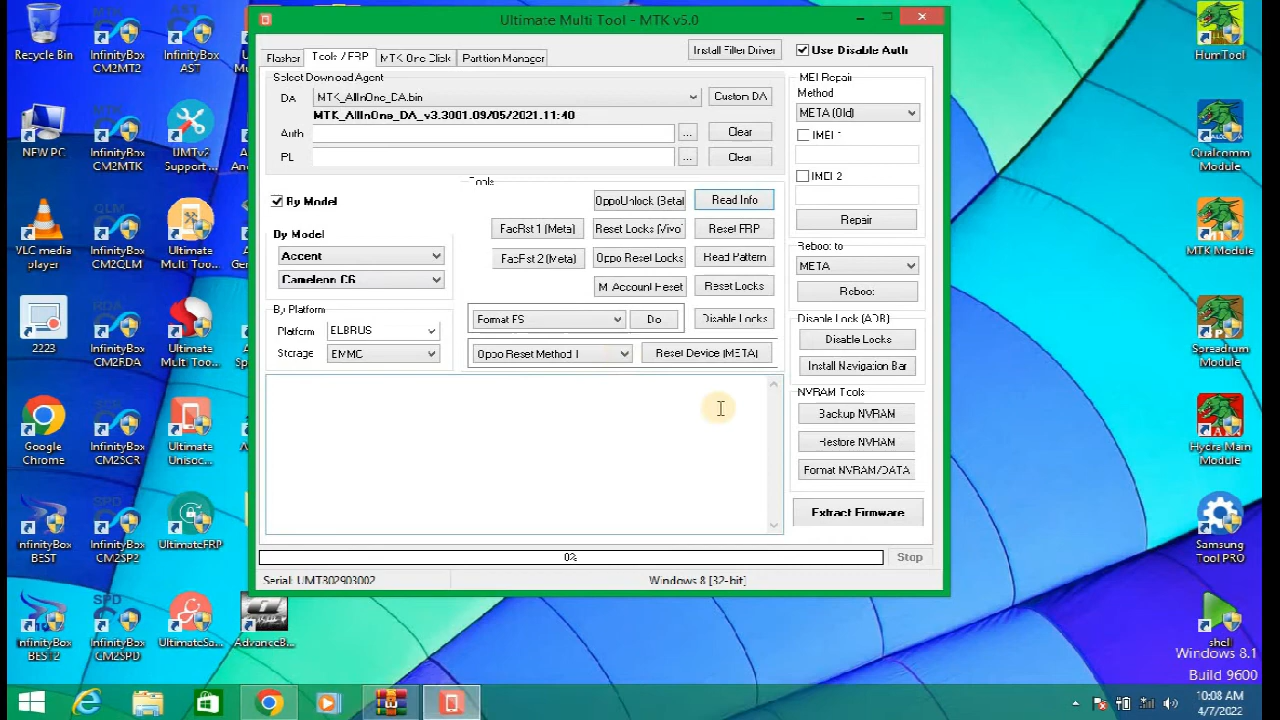 Ultimate Multi Tool - MTK v5.0
Flasher
Tools / FRP
MTK One Click
Partition Manager
Install Filter Driver
Use Disable Auth
Select Download Agent
DA
MTK_AllInOne_DA.bin
Custom DA
MTK_AllInOne_DA_v3.3001.09/05/2021.11:40
Auth
...
Clear
PL
...
Clear
By Model
By Model
Accent
Cameleon C6
By Platform
Platform
ELBRUS
Storage
EMMC
Tools
OppoUnlock (Beta)
Read Info
FacRst 1 (Meta)
Reset Locks (Vivo)
Reset FRP
FacRst 2 (Meta)
Oppo Reset Locks
Read Pattern
Mi Account Reset
Reset Locks
Format FS
Do
Disable Locks
Oppo Reset Method 1
Reset Device (META)
IMEI Repair
Method
META (Old)
IMEI 1
IMEI 2
Repair
Reboot to
META
Reboot
Disable Lock (ADB)
Disable Locks
Install Navigation Bar
NVRAM Tools
Backup NVRAM
Restore NVRAM
Format NVRAM/DATA
Extract Firmware
0%
Stop
Serial: UMT302903002
Windows 8 [32-bit]
Recycle Bin
InfinityBox
CM2MT2
InfinityBox
AST
NEW PC
InfinityBox
CM2MTK
UMTv2
Support ...
VLC media
player
InfinityBox
CM2QLM
Ultimate
Multi Too...
2223
InfinityBox
CM2RDA
Ultimate
Multi Too...
Google
Chrome
InfinityBox
CM2SCR
Ultimate
Unisoc...
InfinityBox
BEST
InfinityBox
CM2SP2
UltimateFRP
InfinityBox
BEST2
InfinityBox
CM2SPD
UltimateSa...
AdvanceB...
HumTool
Qualcomm
Module
MTK Module
Spreadrum
Module
Hydra Main
Module
Samsung
Tool PRO
shell
Windows 8.1
Build 9600
10:08 AM
4/7/2022